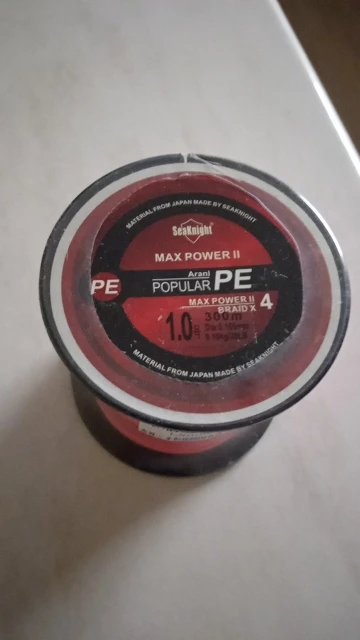 MATERIAL FROM JAPAN MADE BY SEAKNIGHT
SeaKnight
MAX POWER II
Arani
PE POPULAR PE
MAX POWER II
BRAID X 4
1.0 300m
MATERIAL FROM JAPAN MADE BY SEAKNIGHT